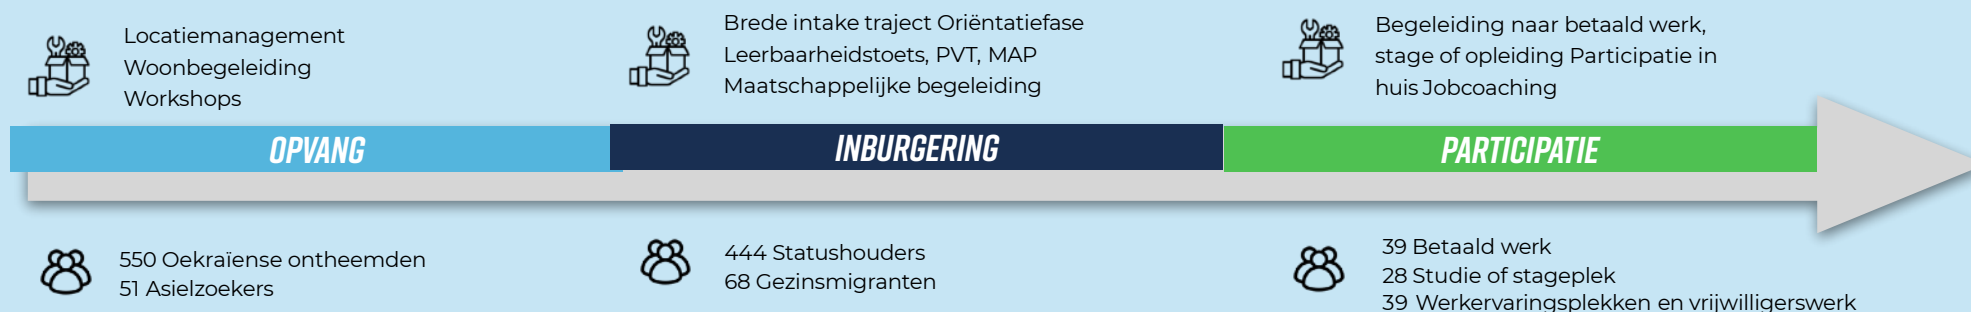 Locatiemanagement
Woonbegeleiding
Workshops
Brede intake traject Oriëntatiefase
Leerbaarheidstoets, PVT, MAP
Maatschappelijke begeleiding
Begeleiding naar betaald werk,
stage of opleiding Participatie in
huis Jobcoaching
OPVANG
INBURGERING
PARTICIPATIE
550 Oekraïense ontheemden
51 Asielzoekers
444 Statushouders
68 Gezinsmigranten
39 Betaald werk
28 Studie of stageplek
39 Werkervaringsplekken en vrijwilligerswerk